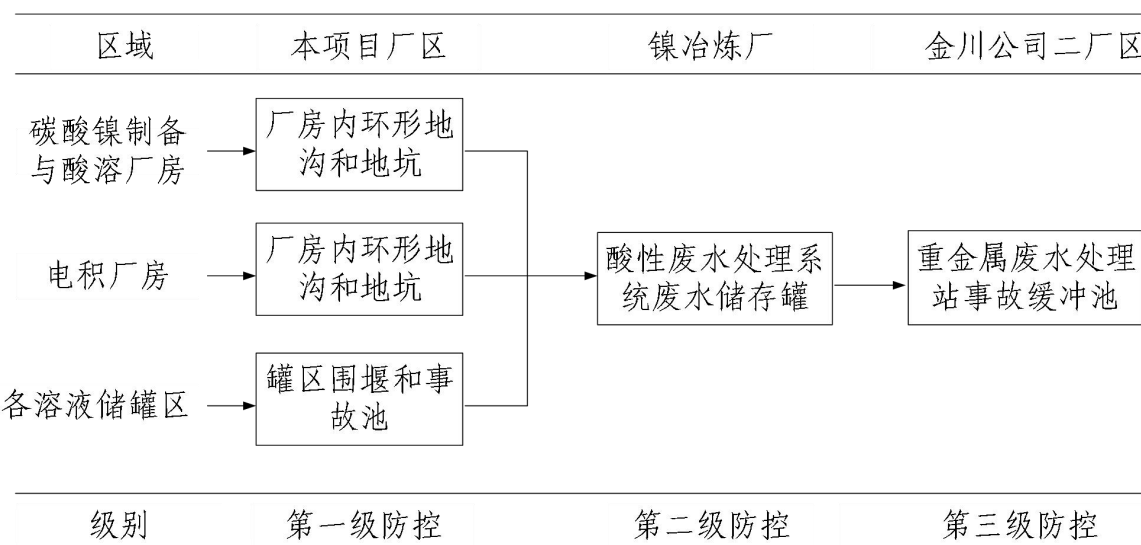 区域 本项目厂区 镍冶炼厂 金川公司二厂区
碳酸镍制备
与酸溶厂房
厂房内环形地
沟和地坑
电积厂房
厂房内环形地
沟和地坑
酸性废水处理系
统废水储存罐
重金属废水处理
站事故缓冲池
各溶液储罐区
罐区围堰和事
故池
级别 第一级防控 第二级防控 第三级防控